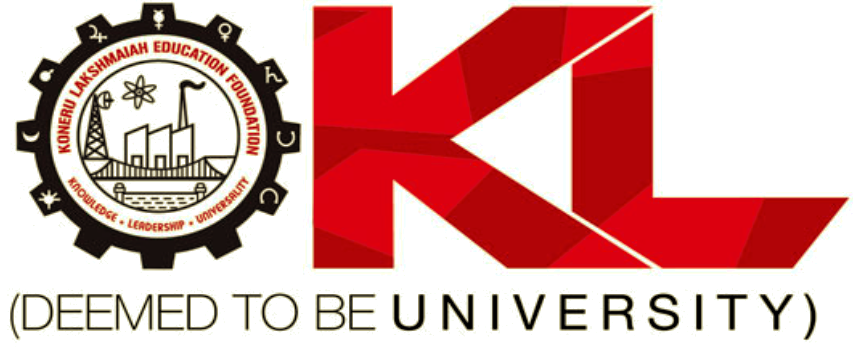 KONERU LAKSHMAIAH EDUCATION FOUNDATION
KNOWLEDGE • LEADERSHIP • UNIVERSALITY
KL
(DEEMED TO BE UNIVERSITY)